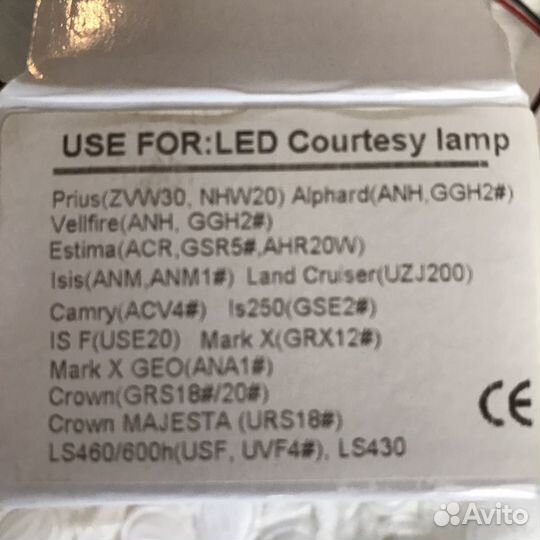 USE FOR:LED Courtesy lamp
Prius(ZVW30, NHW20) Alphard(ANH,GGH2#)
Vellfire(ANH, GGH2#)
Estima(ACR,GSR5#,AHR20W)
Isis(ANM,ANM1#) Land Cruiser(UZJ200)
Camry(ACV4#) Is250(GSE2#)
IS F(USE20) Mark X(GRX12#)
Mark X GEO(ANA1#)
Crown(GRS18#/20#)
Crown MAJESTA (URS18#)
LS460/600h(USF, UVF4#), LS430
CE
Avito